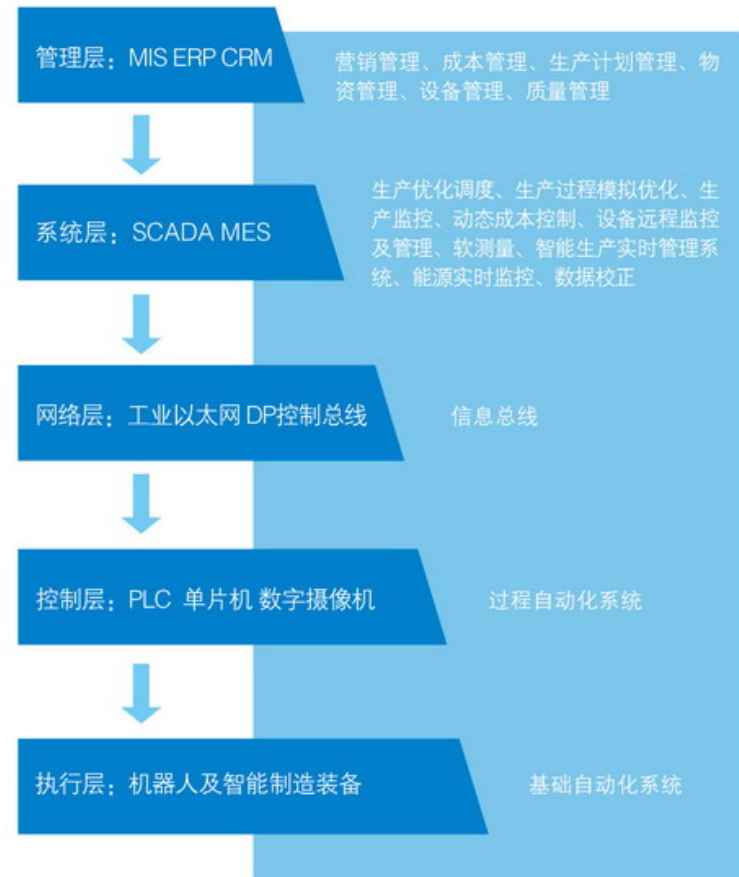 管理层：MIS ERP CRM
营销管理、成本管理、生产计划管理、物
资管理、设备管理、质量管理
系统层：SCADA MES
生产优化调度、生产过程模拟优化、生
产监控、动态成本控制、设备远程监控
及管理、软测量、智能生产实时管理系
统、能源实时监控、数据校正
网络层：工业以太网 DP控制总线
信息总线
控制层：PLC 单片机 数字摄像机
过程自动化系统
执行层：机器人及智能制造装备
基础自动化系统